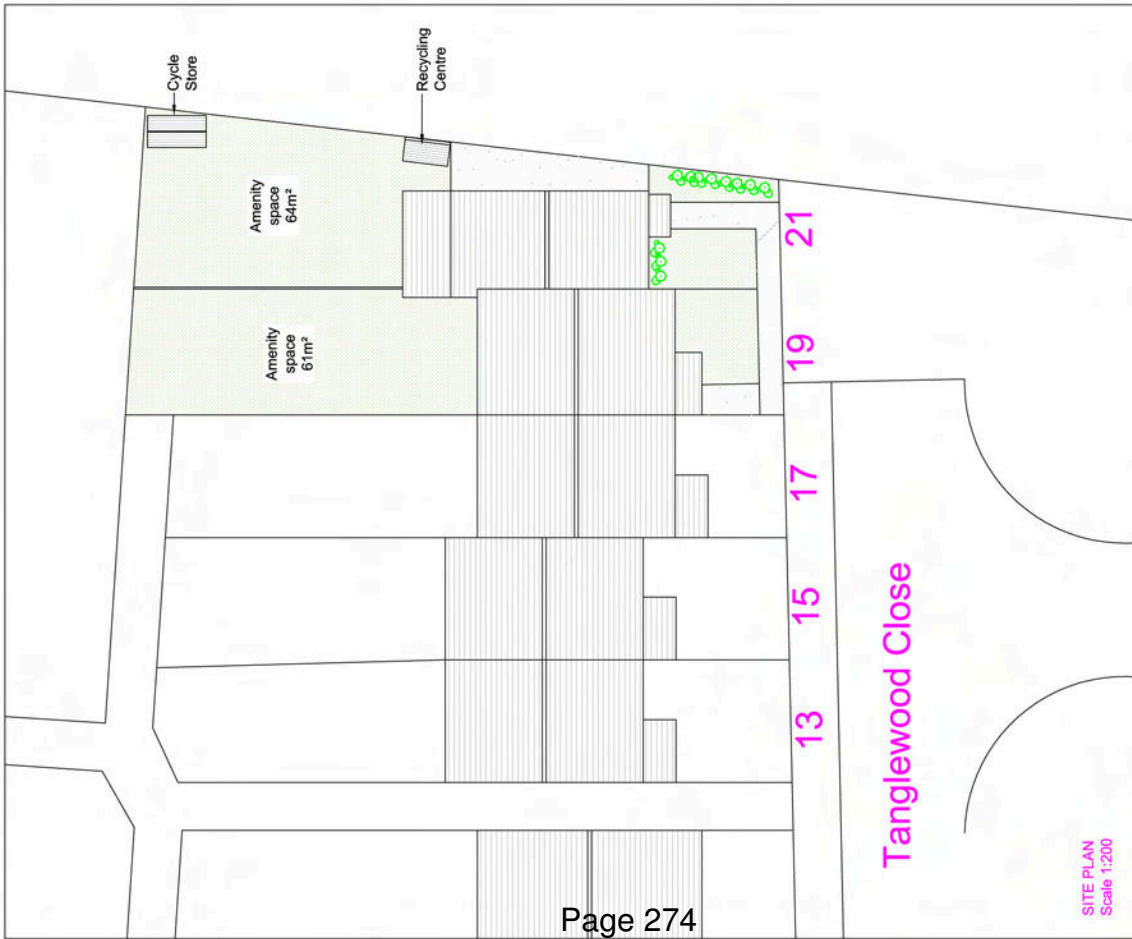 Cycle
Store
Recycling
Centre
Amenity
space
64m²
Amenity
space
61m²
21
19
17
15
13
Tanglewood Close
SITE PLAN
Scale 1:200
Page 274